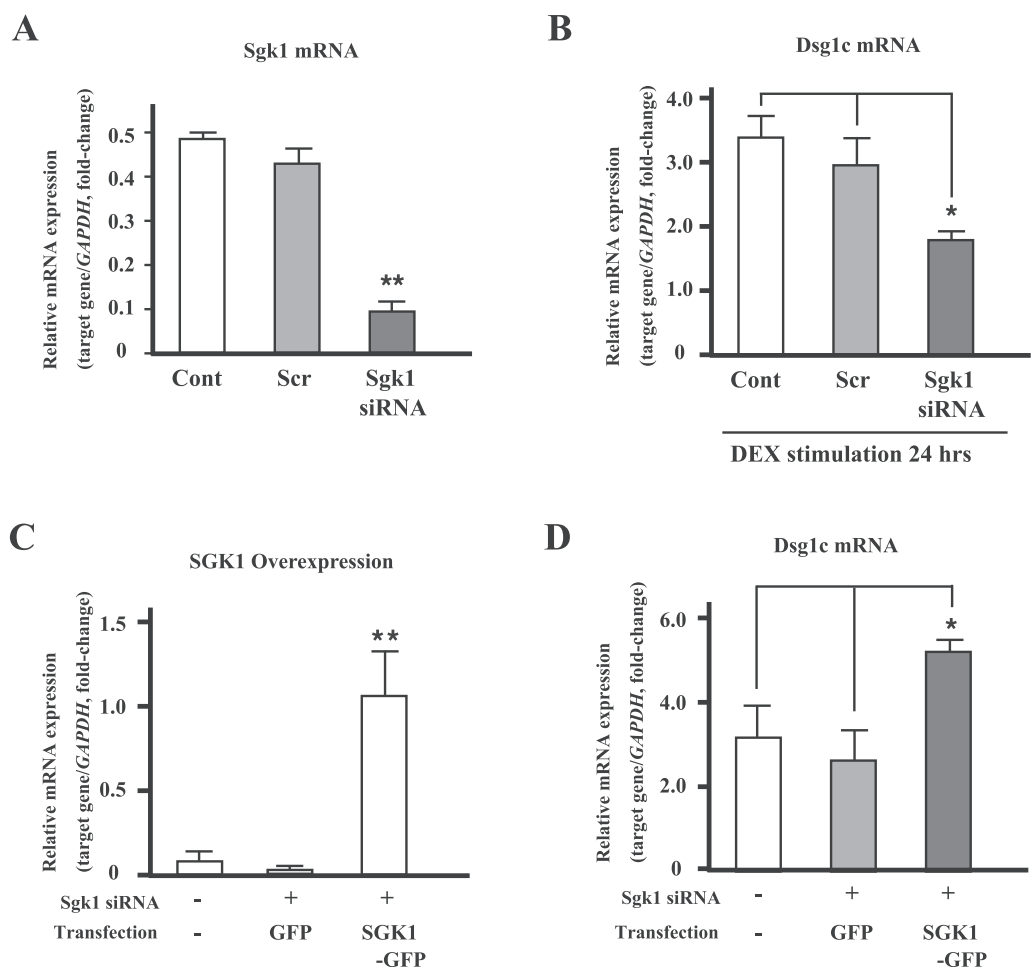 A
Sgk1 mRNA
Relative mRNA expression
(target gene/GAPDH, fold-change)
0.5
0.4
0.3
0.2
0.1
0
**
Cont
Scr
Sgk1
siRNA
B
Dsg1c mRNA
Relative mRNA expression
(target gene/GAPDH, fold-change)
4.0
3.0
2.0
1.0
0
*
Cont
Scr
Sgk1
siRNA
DEX stimulation 24 hrs
C
SGK1 Overexpression
Relative mRNA expression
(target gene/GAPDH, fold-change)
1.5
1.0
0.5
0
**
Sgk1 siRNA - + +
Transfection - GFP SGK1
-GFP
D
Dsg1c mRNA
Relative mRNA expression
(target gene/GAPDH, fold-change)
6.0
4.0
2.0
0
*
Sgk1 siRNA - + +
Transfection - GFP SGK1
-GFP